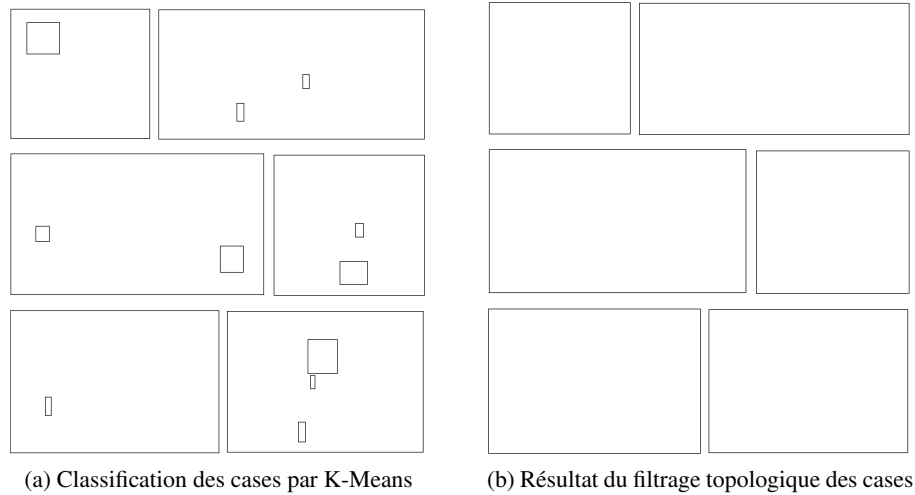 (a) Classification des cases par K-Means
(b) Résultat du filtrage topologique des cases